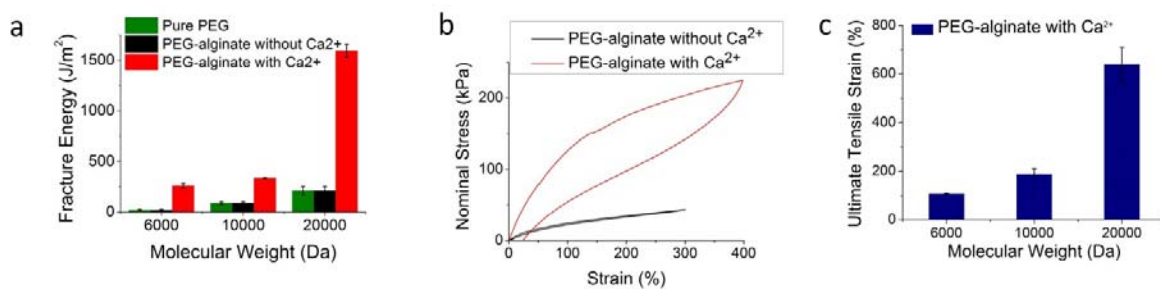 a
Pure PEG
PEG-alginate without Ca2+
PEG-alginate with Ca2+
Fracture Energy (J/m²)
1500
1000
500
0
6000 10000 20000
Molecular Weight (Da)
b
PEG-alginate without Ca²⁺
PEG-alginate with Ca²⁺
Nominal Stress (kPa)
200
100
0
0 100 200 300 400
Strain (%)
c
PEG-alginate with Ca²⁺
Ultimate Tensile Strain (%)
800
600
400
200
0
6000 10000 20000
Molecular Weight (Da)